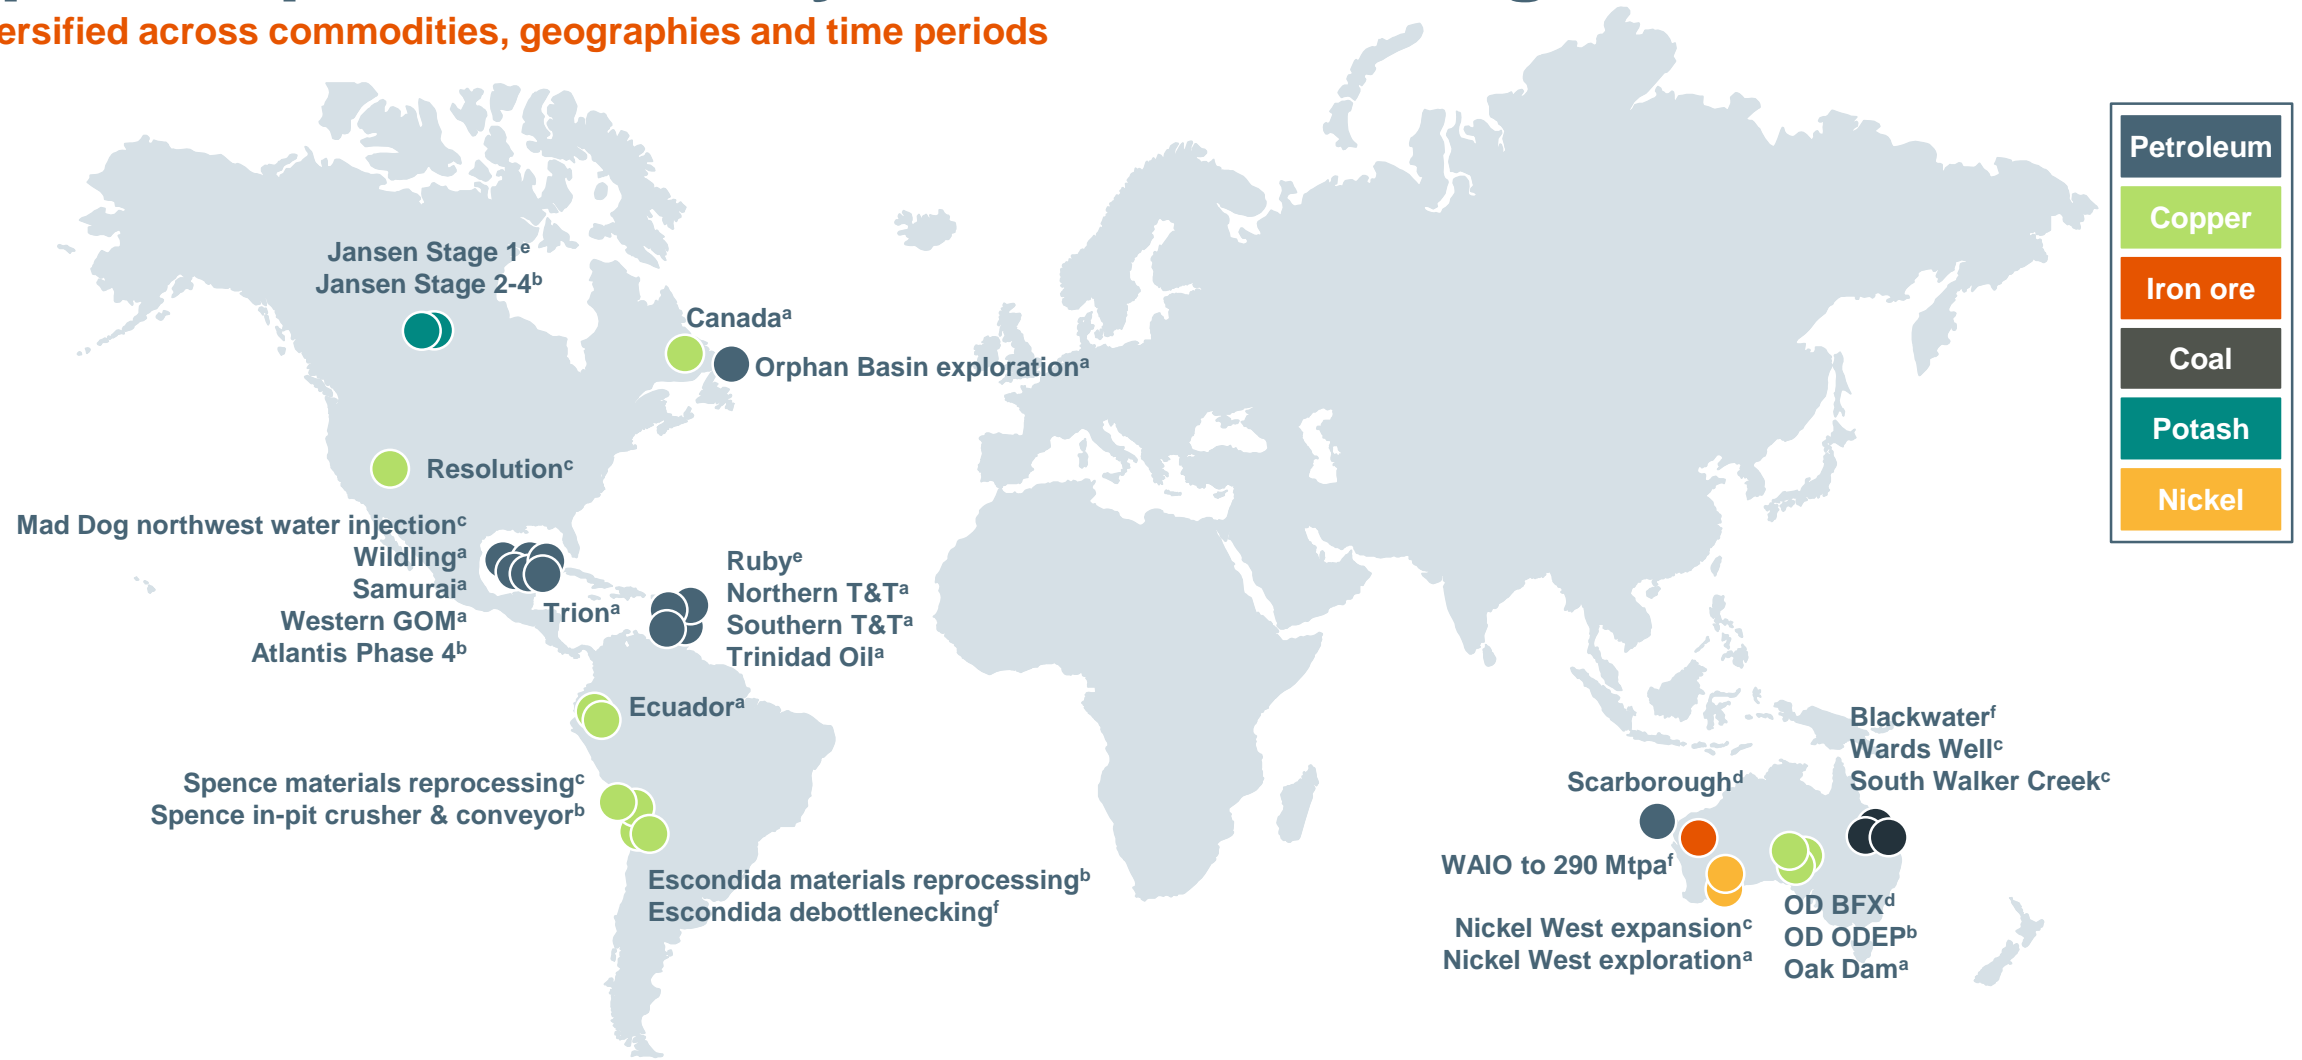 ersified across commodities, geographies and time periods
Petroleum
Copper
Iron ore
Coal
Potash
Nickel
Jansen Stage 1ᵉ
Jansen Stage 2-4ᵇ
Canadaᵃ
Orphan Basin explorationᵃ
Resolutionᶜ
Mad Dog northwest water injectionᶜ
Wildlingᵃ
Samuraiᵃ
Western GOMᵃ
Atlantis Phase 4ᵇ
Trionᵃ
Rubyᵉ
Northern T&Tᵃ
Southern T&Tᵃ
Trinidad Oilᵃ
Ecuadorᵃ
Spence materials reprocessingᶜ
Spence in-pit crusher & conveyorᵇ
Escondida materials reprocessingᵇ
Escondida debottleneckingᶠ
Blackwaterᶠ
Wards Wellᶜ
South Walker Creekᶜ
Scarboroughᵈ
WAIO to 290 Mtpaᶠ
Nickel West expansionᶜ
Nickel West explorationᵃ
OD BFXᵈ
OD ODEPᵇ
Oak Damᵃ